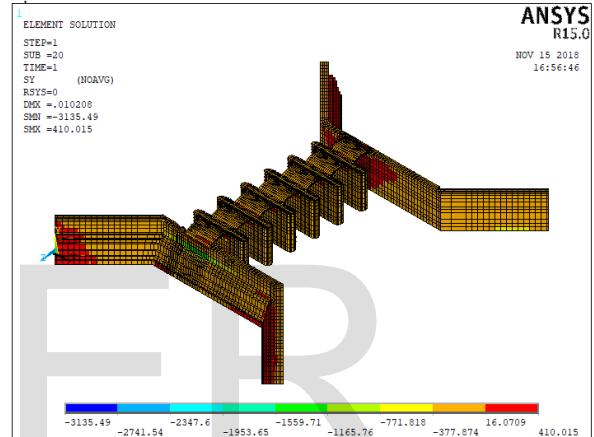 1
ELEMENT SOLUTION
ANSYS
R15.0
STEP=1
SUB =20
TIME=1
SY (NOAVG)
RSYS=0
DMX =.010208
SMN =-3135.49
SMX =410.015
NOV 15 2018
16:56:46
Y
Z
ER
-3135.49 -2347.6 -1559.71 -771.818 16.0709
-2741.54 -1953.65 -1165.76 -377.874 410.015